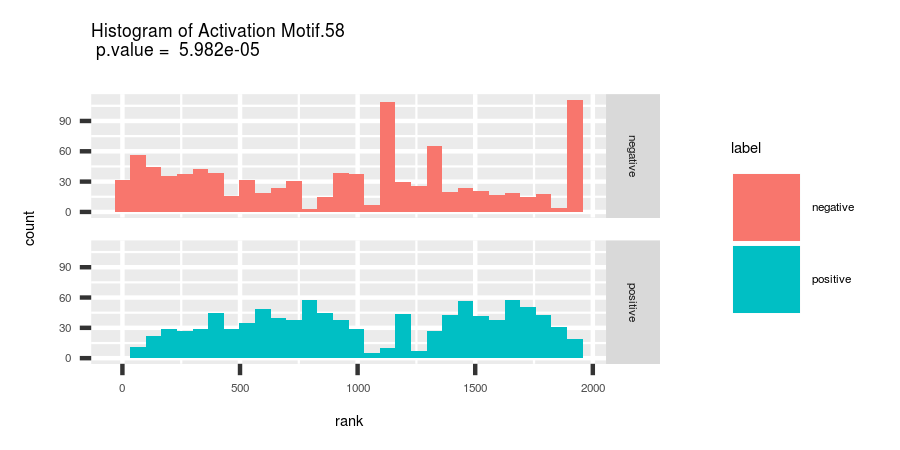 Histogram of Activation Motif.58
p.value = 5.982e-05
count
90
60
30
0
negative
90
60
30
0
positive
0 500 1000 1500 2000
rank
label
negative
positive